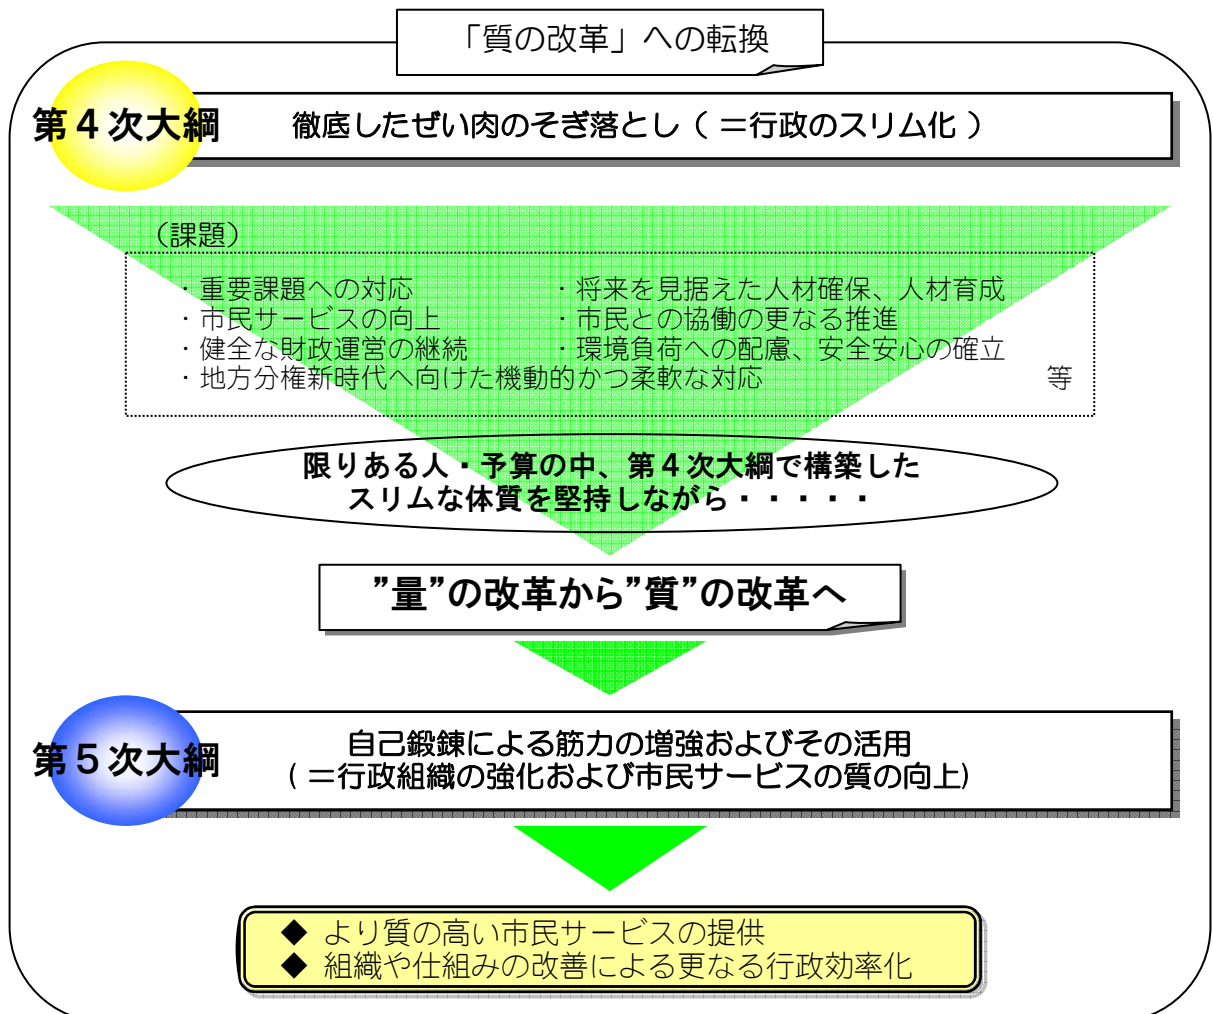 「質の改革」への転換
第４次大綱
徹底したぜい肉のそぎ落とし（＝行政のスリム化）
（課題）
・重要課題への対応
・将来を見据えた人材確保、人材育成
・市民サービスの向上
・市民との協働の更なる推進
・健全な財政運営の継続
・環境負荷への配慮、安全安心の確立
・地方分権新時代へ向けた機動的かつ柔軟な対応
等
限りある人・予算の中、第４次大綱で構築した
スリムな体質を堅持しながら・・・・・
”量”の改革から”質”の改革へ
第５次大綱
自己鍛錬による筋力の増強およびその活用
(＝行政組織の強化および市民サービスの質の向上)
◆ より質の高い市民サービスの提供
◆ 組織や仕組みの改善による更なる行政効率化